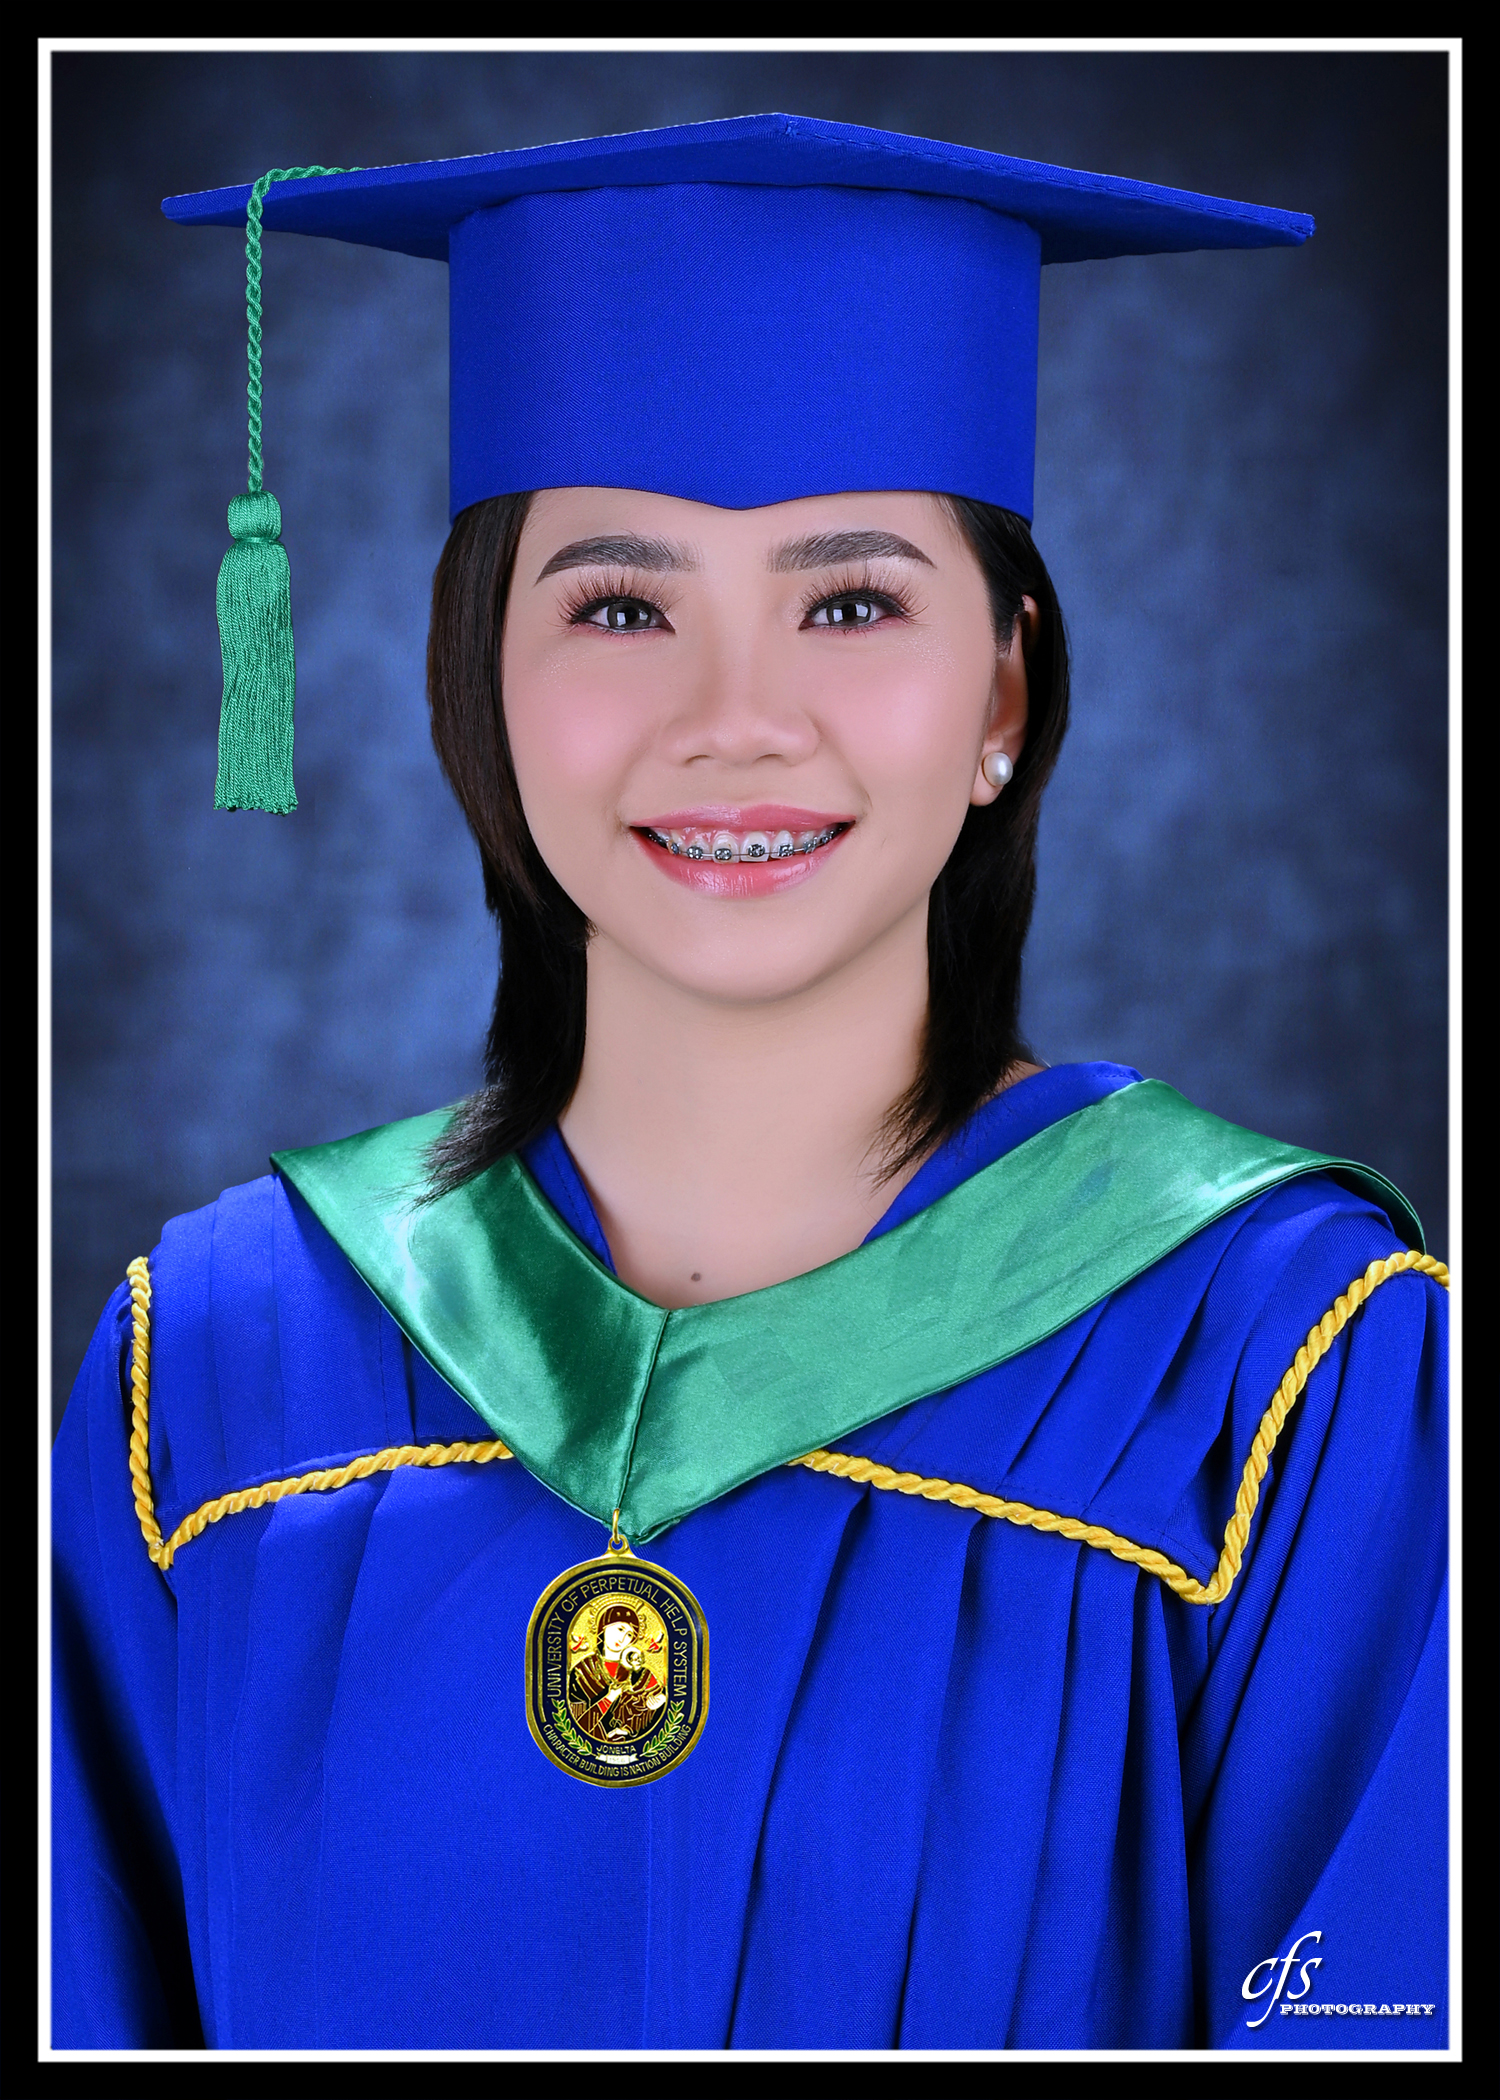 UNIVERSITY OF PERPETUAL HELP SYSTEM
JONELTA
CHARACTER BUILDING IS NATION BUILDING
cfs
PHOTOGRAPHY